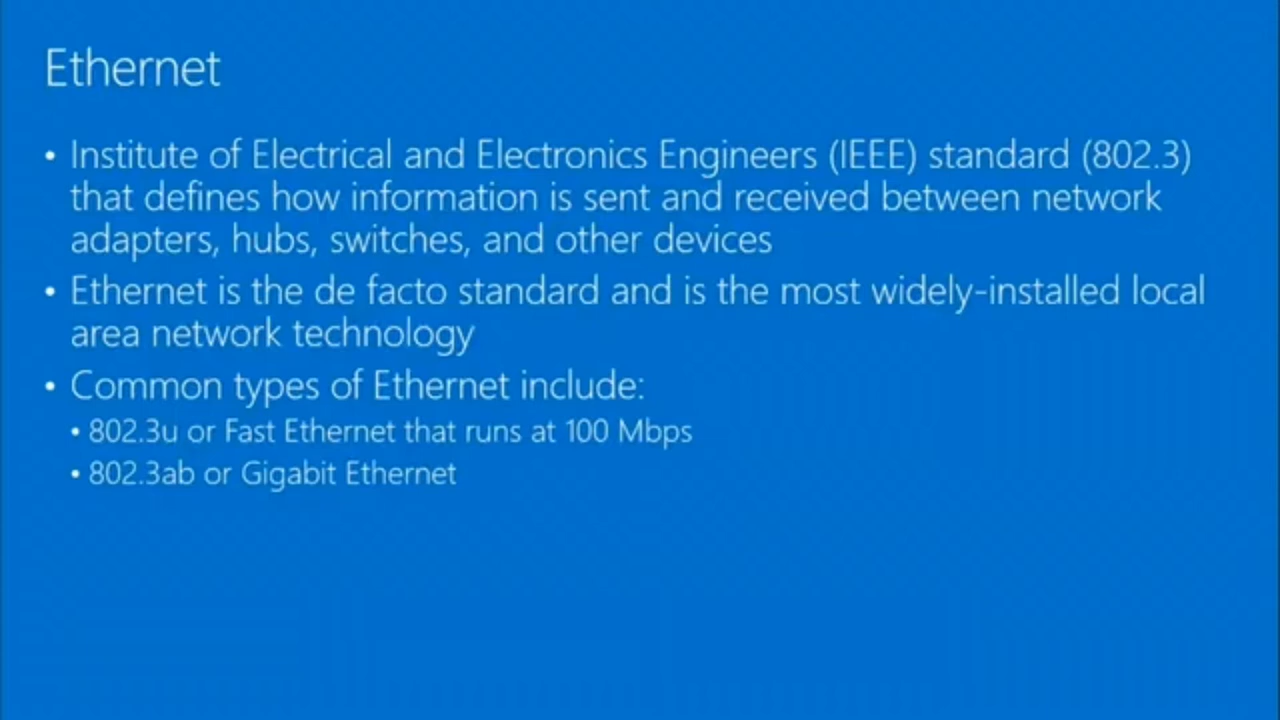 Ethernet
• Institute of Electrical and Electronics Engineers (IEEE) standard (802.3)
that defines how information is sent and received between network
adapters, hubs, switches, and other devices
• Ethernet is the de facto standard and is the most widely-installed local
area network technology
• Common types of Ethernet include:
• 802.3u or Fast Ethernet that runs at 100 Mbps
• 802.3ab or Gigabit Ethernet